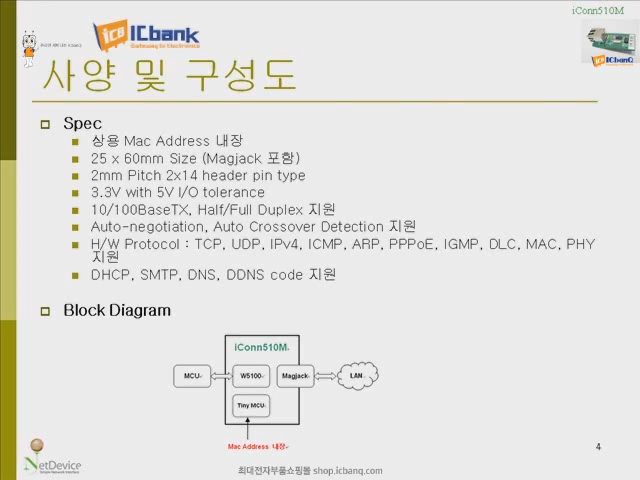 iConn510M
ICbank
Gateway to Electronics
ICbanQ
사양 및 구성도
Spec
상용 Mac Address 내장
25 x 60mm Size (Magjack 포함)
2mm Pitch 2x14 header pin type
3.3V with 5V I/O tolerance
10/100BaseTX, Half/Full Duplex 지원
Auto-negotiation, Auto Crossover Detection 지원
H/W Protocol : TCP, UDP, IPv4, ICMP, ARP, PPPoE, IGMP, DLC, MAC, PHY
지원
DHCP, SMTP, DNS, DDNS code 지원
Block Diagram
iConn510M
MCU
W5100
Magjack
LAN
Tiny MCU
Mac Address 내장
4
NetDevice
최대전자부품쇼핑몰 shop.icbanq.com